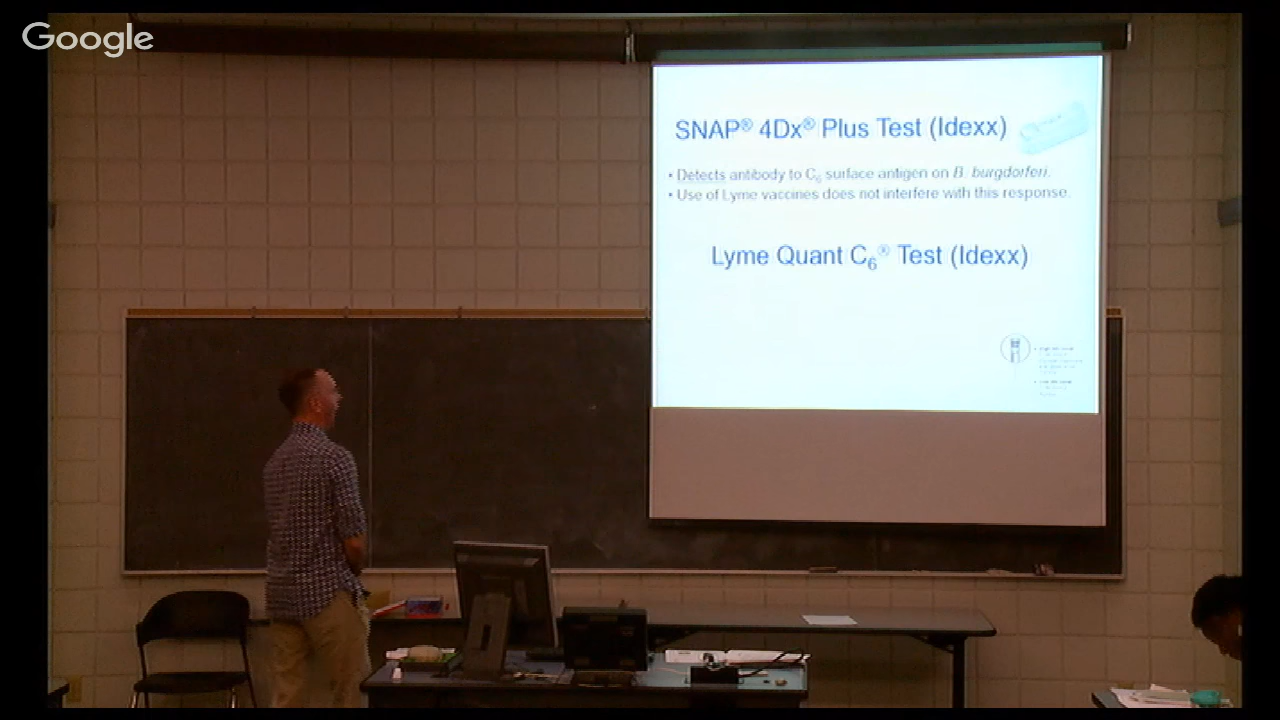 Google
SNAP® 4Dx® Plus Test (Idexx)
• Detects antibody to C6 surface antigen on B. burgdorferi.
• Use of Lyme vaccines does not interfere with this response.
Lyme Quant C6® Test (Idexx)